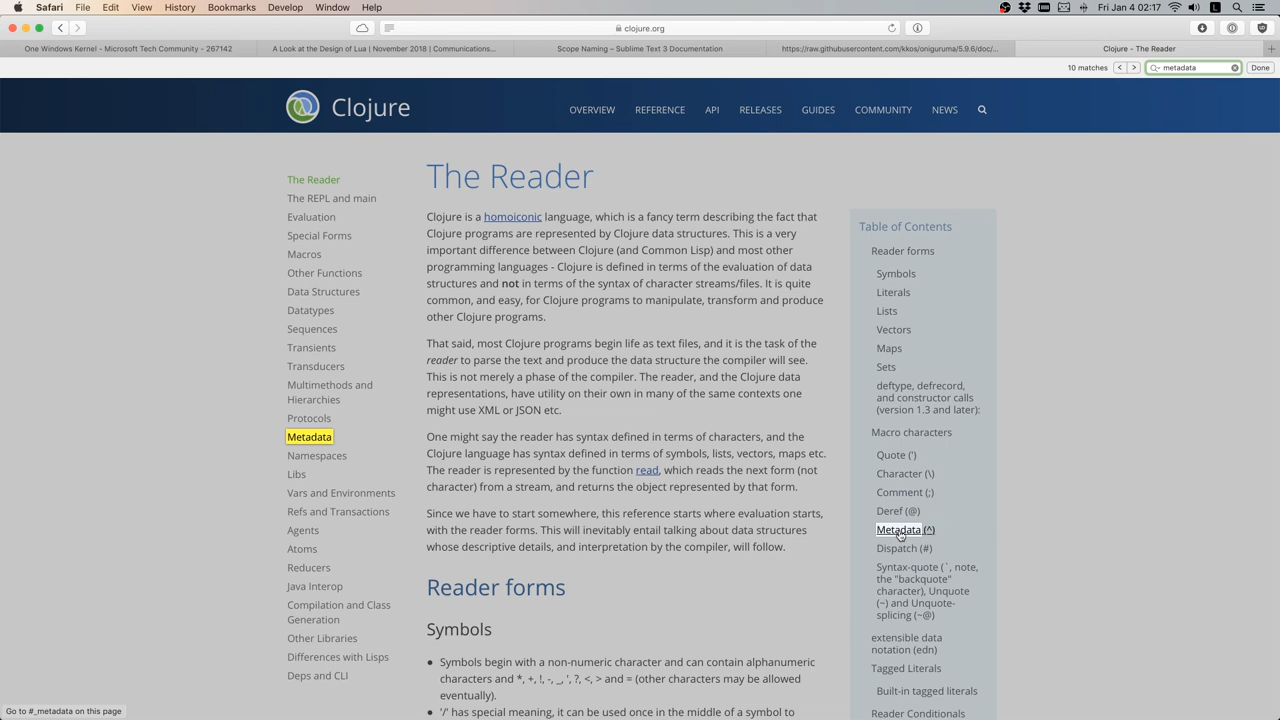 Safari File Edit View History Bookmarks Develop Window Help
Fri Jan 4 02:17
clojure.org
One Windows Kernel - Microsoft Tech Community - 267142
A Look at the Design of Lua | November 2018 | Communications...
Scope Naming — Sublime Text 3 Documentation
https://raw.githubusercontent.com/kkos/oniguruma/5.9.6/doc/...
Clojure - The Reader
10 matches
metadata
Done
Clojure
OVERVIEW REFERENCE API RELEASES GUIDES COMMUNITY NEWS
The Reader
The REPL and main
Evaluation
Special Forms
Macros
Other Functions
Data Structures
Datatypes
Sequences
Transients
Transducers
Multimethods and
Hierarchies
Protocols
Metadata
Namespaces
Libs
Vars and Environments
Refs and Transactions
Agents
Atoms
Reducers
Java Interop
Compilation and Class
Generation
Other Libraries
Differences with Lisps
Deps and CLI
The Reader
Clojure is a homoiconic language, which is a fancy term describing the fact that
Clojure programs are represented by Clojure data structures. This is a very
important difference between Clojure (and Common Lisp) and most other
programming languages - Clojure is defined in terms of the evaluation of data
structures and not in terms of the syntax of character streams/files. It is quite
common, and easy, for Clojure programs to manipulate, transform and produce
other Clojure programs.
That said, most Clojure programs begin life as text files, and it is the task of the
reader to parse the text and produce the data structure the compiler will see.
This is not merely a phase of the compiler. The reader, and the Clojure data
representations, have utility on their own in many of the same contexts one
might use XML or JSON etc.
One might say the reader has syntax defined in terms of characters, and the
Clojure language has syntax defined in terms of symbols, lists, vectors, maps etc.
The reader is represented by the function read, which reads the next form (not
character) from a stream, and returns the object represented by that form.
Since we have to start somewhere, this reference starts where evaluation starts,
with the reader forms. This will inevitably entail talking about data structures
whose descriptive details, and interpretation by the compiler, will follow.
Reader forms
Symbols
● Symbols begin with a non-numeric character and can contain alphanumeric
characters and *, +, !, -, _, ', ?, <, > and = (other characters may be allowed
eventually).
● '/' has special meaning, it can be used once in the middle of a symbol to
Table of Contents
Reader forms
Symbols
Literals
Lists
Vectors
Maps
Sets
deftype, defrecord,
and constructor calls
(version 1.3 and later):
Macro characters
Quote (')
Character (\)
Comment (;)
Deref (@)
Metadata (^)
Dispatch (#)
Syntax-quote (`, note,
the "backquote"
character), Unquote
(~) and Unquote-
splicing (~@)
extensible data
notation (edn)
Tagged Literals
Built-in tagged literals
Reader Conditionals
Go to #_metadata on this page